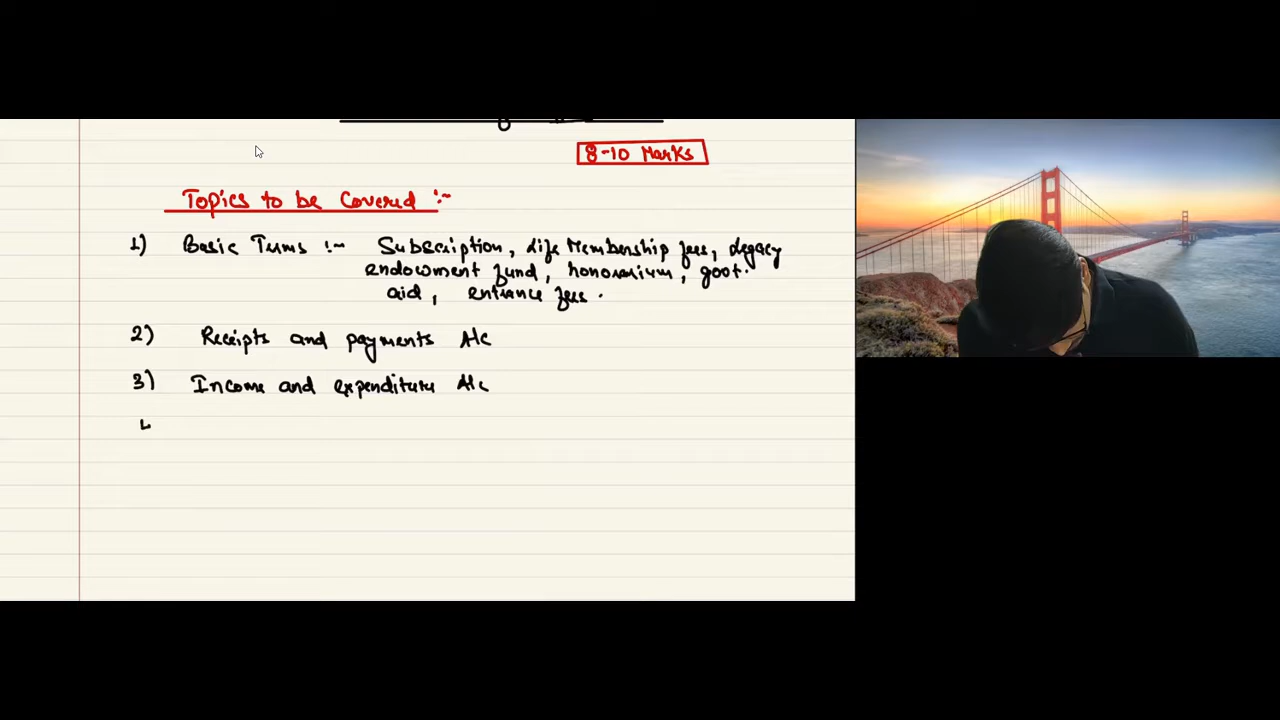 8-10 Marks
Topics to be Covered :-
1) Basic Terms :- Subscription, Life Membership fees, Legacy
endowment fund, honorarium, govt.
aid, entrance fees.
2) Receipts and payments A/c
3) Income and expenditure A/c